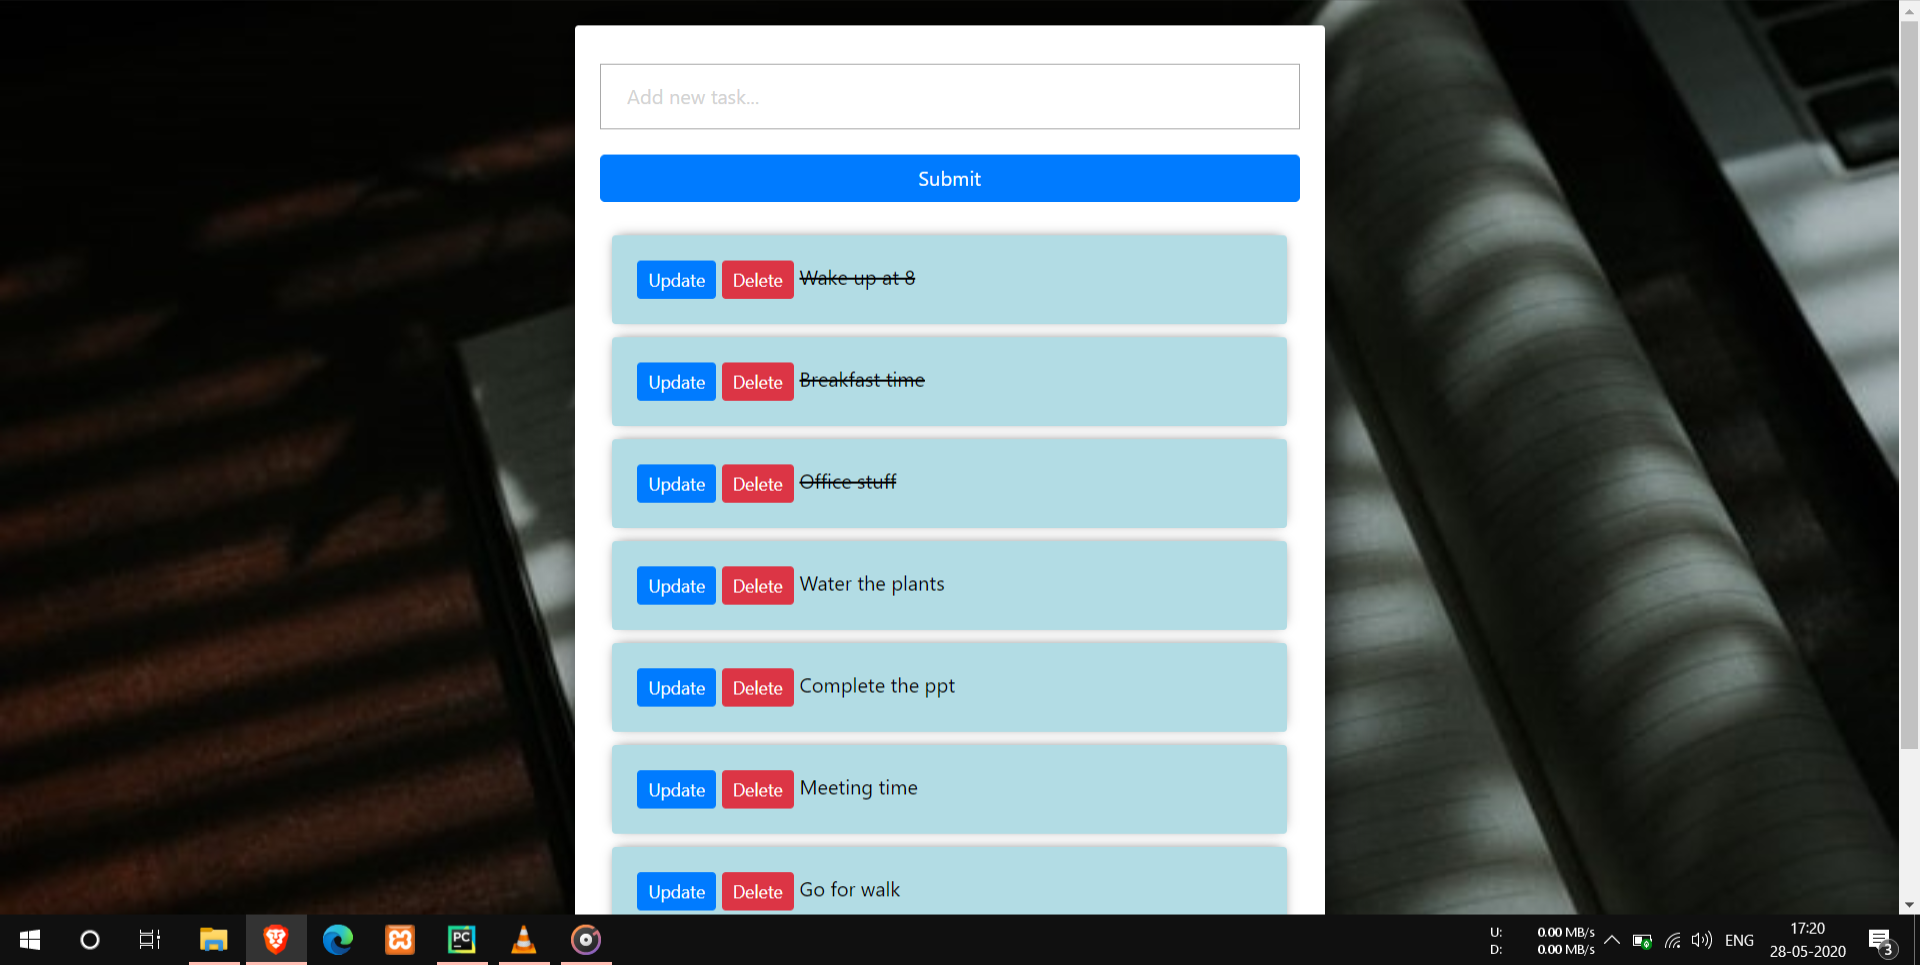 Add new task...
Submit
Update Delete Wake up at 8
Update Delete Breakfast time
Update Delete Office stuff
Update Delete Water the plants
Update Delete Complete the ppt
Update Delete Meeting time
Update Delete Go for walk
PC
U: 0.00 MB/s
D: 0.00 MB/s
ENG
17:20
28-05-2020
3